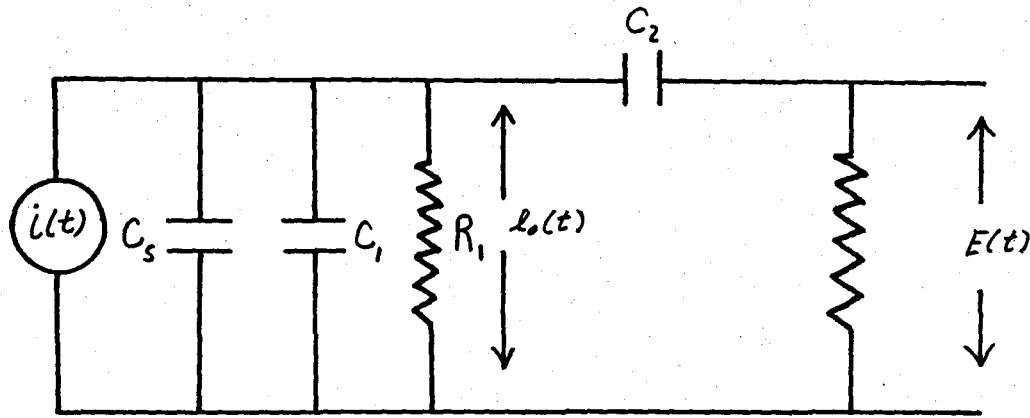 C₂
i(t)
Cₛ
C₁
R₁
e₀(t)
E(t)